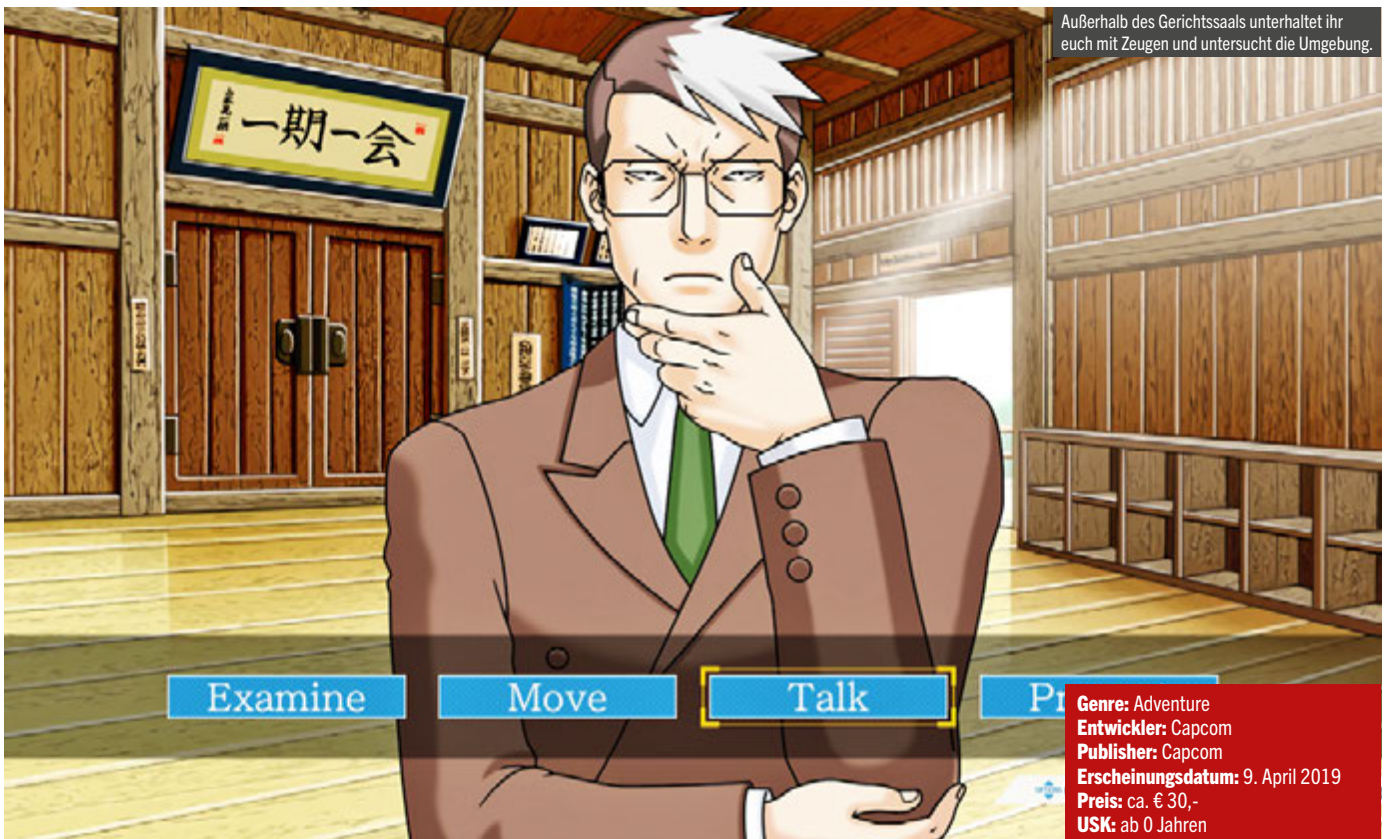 Außerhalb des Gerichtssaals unterhaltet ihr
euch mit Zeugen und untersucht die Umgebung.
一期一会
Examine
Move
Talk
Genre: Adventure
Entwickler: Capcom
Publisher: Capcom
Erscheinungsdatum: 9. April 2019
Preis: ca. € 30,-
USK: ab 0 Jahren